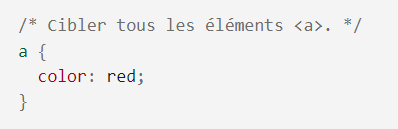 /* Cibler tous les éléments <a>. */
a {
  color: red;
}